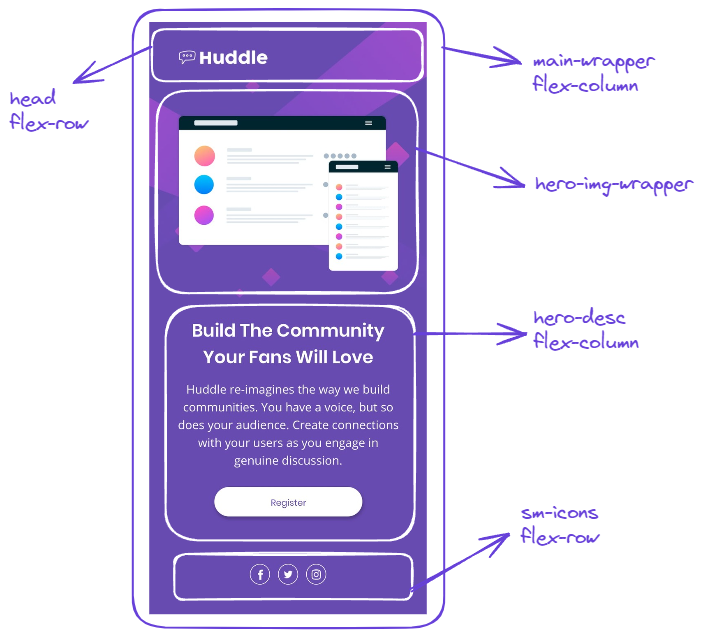 Huddle
main-wrapper
flex-column
head
flex-row
hero-img-wrapper
Build The Community
Your Fans Will Love
Huddle re-imagines the way we build
communities. You have a voice, but so
does your audience. Create connections
with your users as you engage in
genuine discussion.
hero-desc
flex-column
Register
sm-icons
flex-row